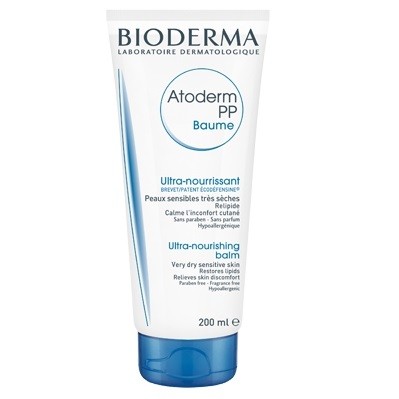 BIODERMA
LABORATOIRE DERMATOLOGIQUE
Atoderm
PP
Baume
Ultra-nourrissant
BREVET/PATENT ECODÉFENSINE®
Peaux sensibles très sèches
Relipide
Calme l'inconfort cutané
Sans paraben - Sans parfum
Hypoallergénique
Ultra-nourishing
balm
Very dry sensitive skin
Restores lipids
Relieves skin discomfort
Paraben free - Fragrance free
Hypoallergenic
200 ml ℮